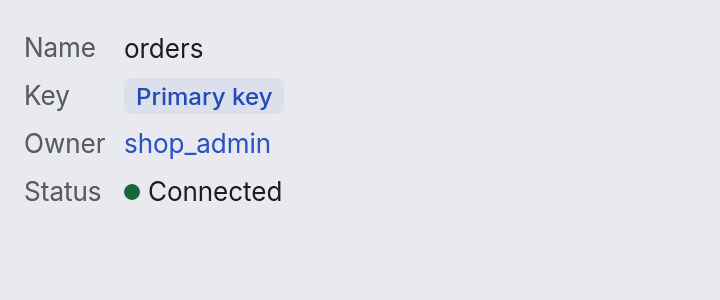 Name orders
Key Primary key
Owner shop_admin
Status Connected